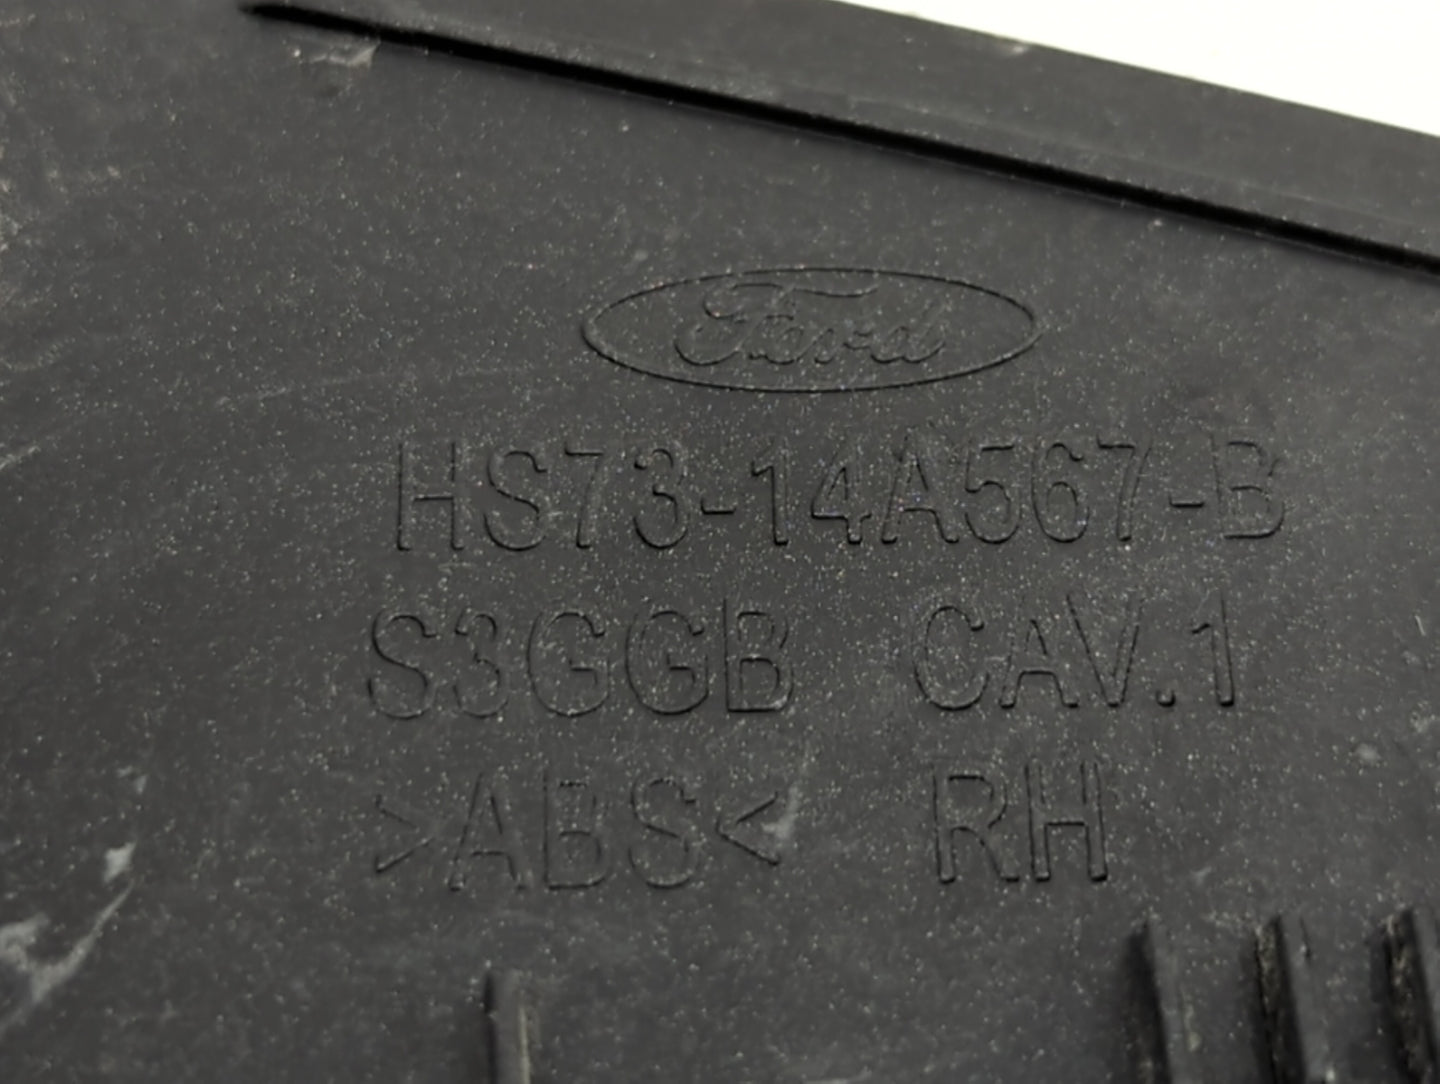 Ford
HS73-14A567-B
S3GGB CAV.1
>ABS< RH